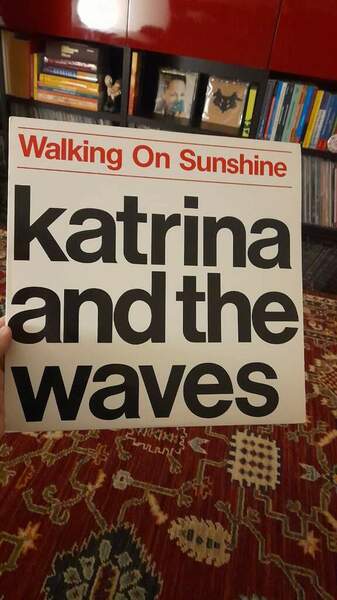 Walking On Sunshine
katrina
and the
waves